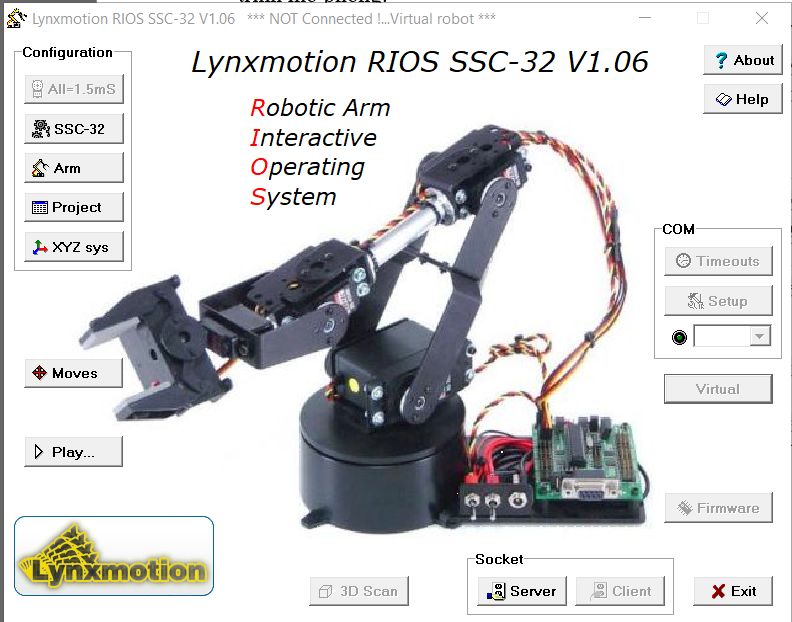 Lynxmotion RIOS SSC-32 V1.06 *** NOT Connected !...Virtual robot ***
Configuration
All=1.5mS
SSC-32
Arm
Project
XYZ sys
Moves
Play...
Lynxmotion RIOS SSC-32 V1.06
Robotic Arm
Interactive
Operating
System
? About
Help
COM
Timeouts
Setup
Virtual
Firmware
Lynxmotion
3D Scan
Socket
Server
Client
Exit